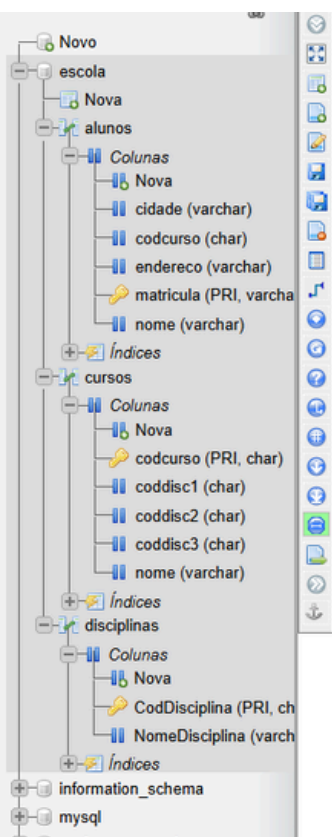 Novo
escola
Nova
alunos
Colunas
Nova
cidade (varchar)
codcurso (char)
endereco (varchar)
matricula (PRI, varcha
nome (varchar)
Índices
cursos
Colunas
Nova
codcurso (PRI, char)
coddisc1 (char)
coddisc2 (char)
coddisc3 (char)
nome (varchar)
Índices
disciplinas
Colunas
Nova
CodDisciplina (PRI, ch
NomeDisciplina (varch
Índices
information_schema
mysql